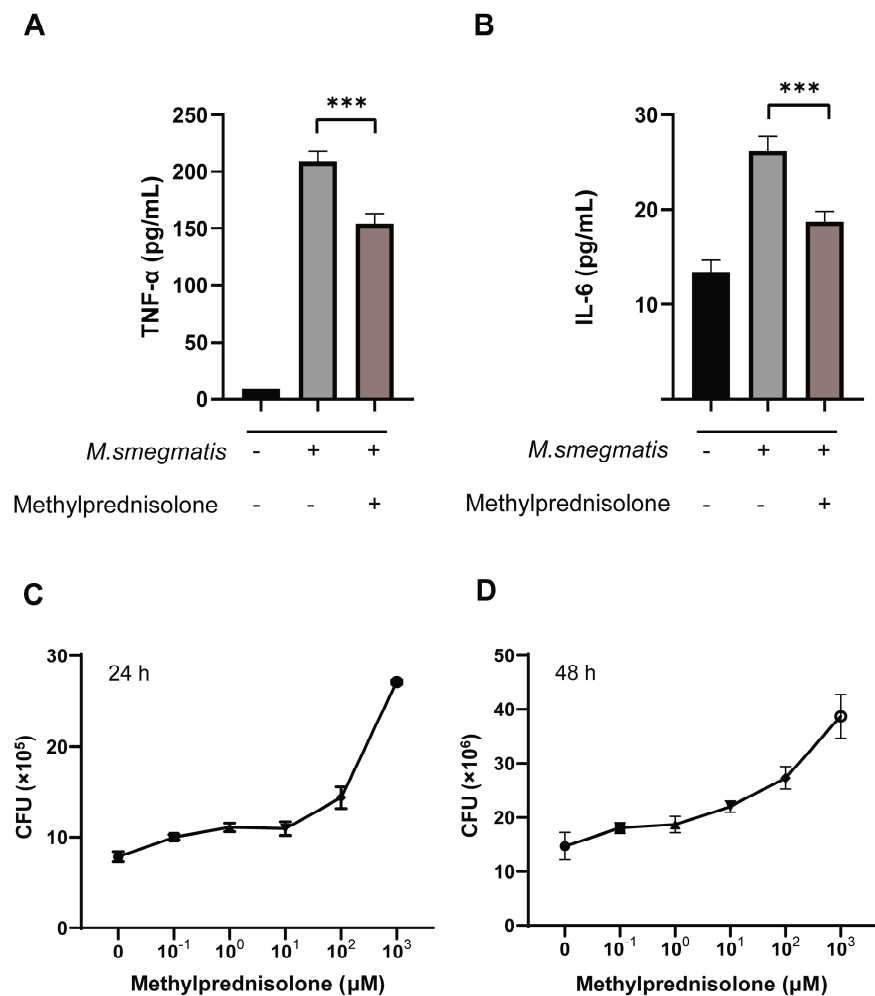 A
B
TNF-α (pg/mL)
250
200
150
100
50
0
***
M.smegmatis - + +
Methylprednisolone - - +
IL-6 (pg/mL)
30
20
10
***
M.smegmatis - + +
Methylprednisolone - - +
C
D
24 h
CFU (×10⁵)
30
20
10
0
0 10⁻¹ 10⁰ 10¹ 10² 10³
Methylprednisolone (µM)
48 h
CFU (×10⁶)
50
40
30
20
10
0
0 10⁻¹ 10⁰ 10¹ 10² 10³
Methylprednisolone (µM)